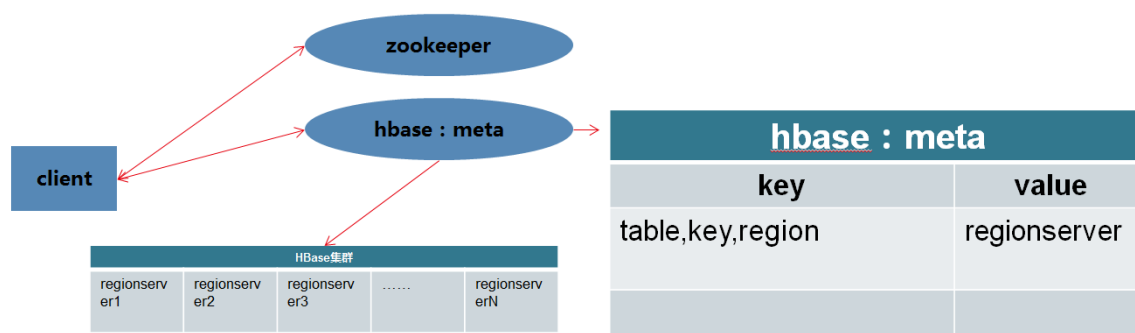 zookeeper
hbase：meta
client
HBase集群
regionserv
er1
regionserv
er2
regionserv
er3
……
regionserv
erN
hbase：meta
key value
table,key,region regionserver